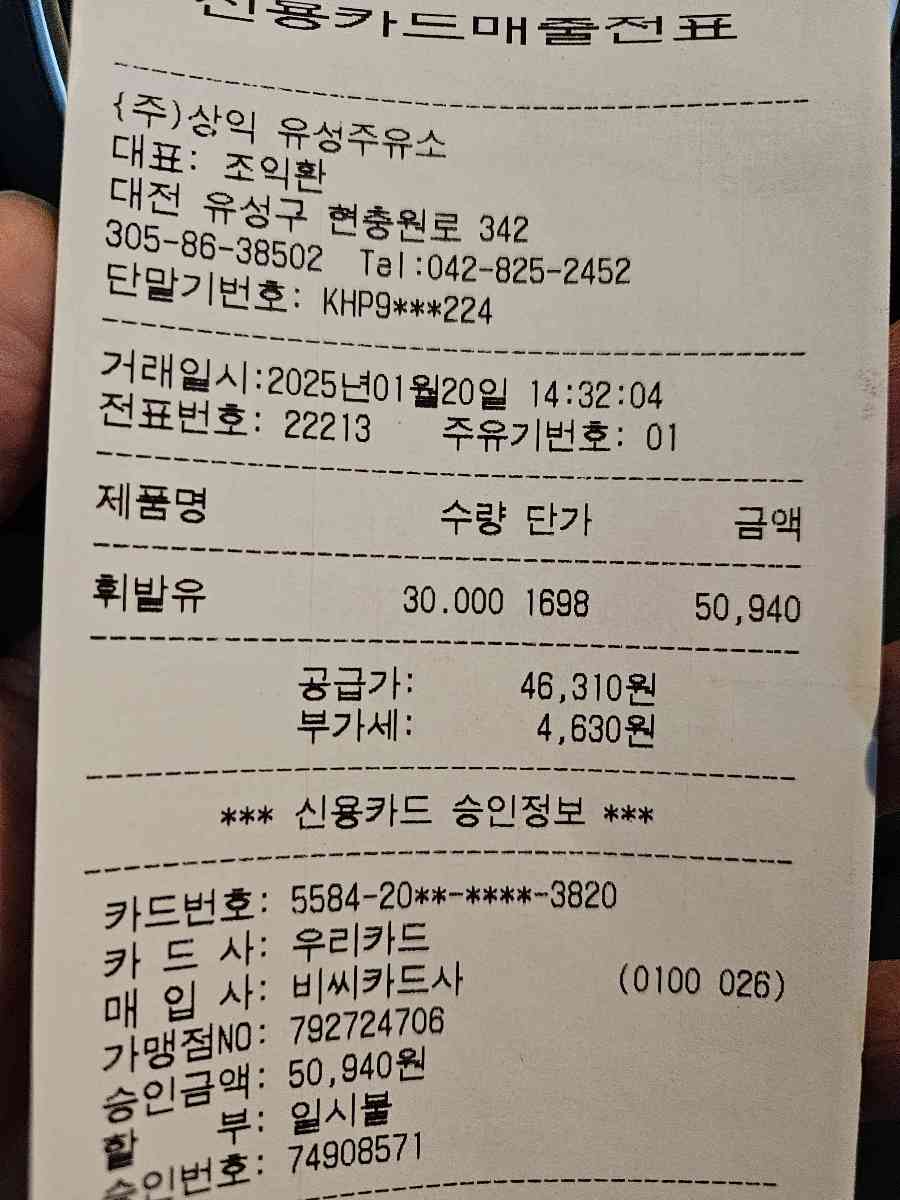 신용카드매출전표
(주)상익 유성주유소
대표: 조익환
대전 유성구 현충원로 342
305-86-38502 Tel:042-825-2452
단말기번호: KHP9***224
거래일시:2025년01월20일 14:32:04
전표번호: 22213 주유기번호: 01
제품명 수량 단가 금액
휘발유 30.000 1698 50,940
공급가: 46,310원
부가세: 4,630원
*** 신용카드 승인정보 ***
카드번호: 5584-20**-****-3820
카 드 사: 우리카드
매 입 사: 비씨카드사 (0100 026)
가맹점NO: 792724706
승인금액: 50,940원
할 부: 일시불
승인번호: 74908571